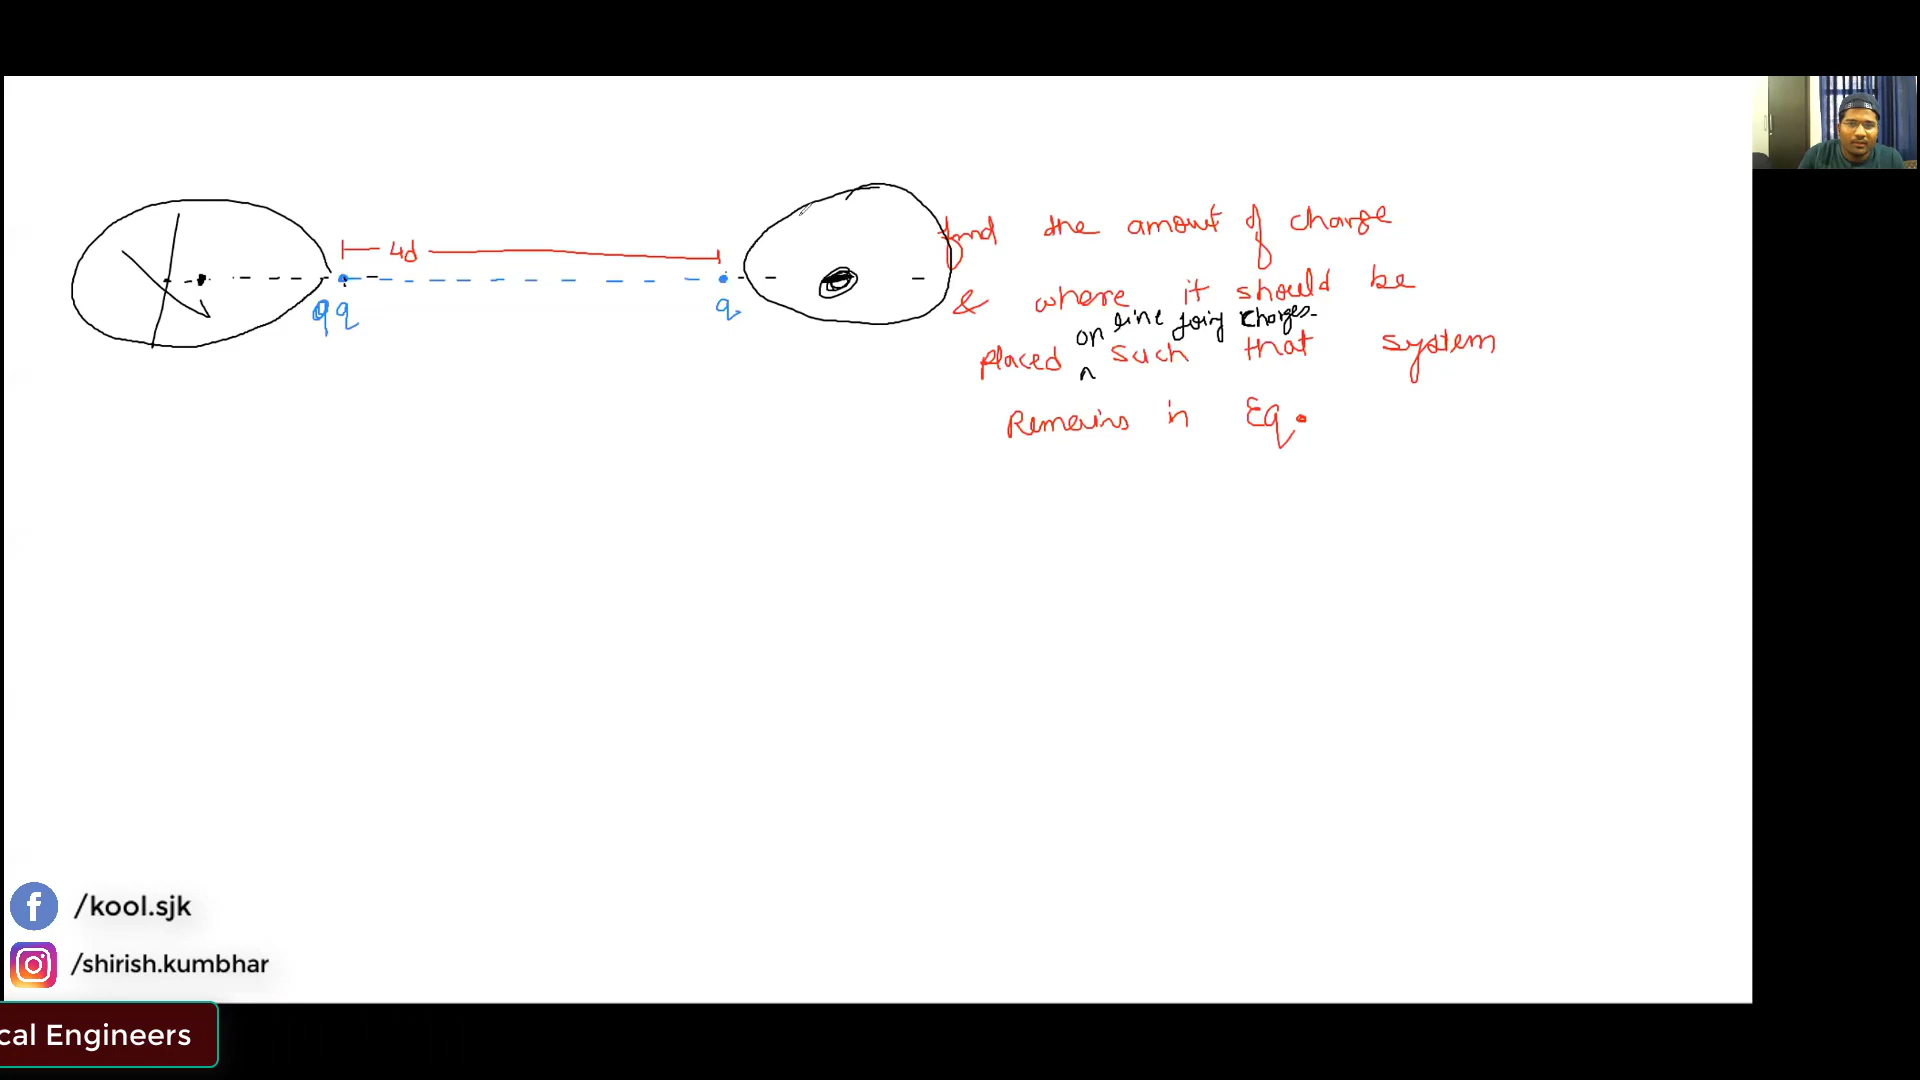 find the amount of charge
4d
& where it should be
q q
q
on line joing charges.
placed ^ such that system
Remains in Eq.
f /kool.sjk
/shirish.kumbhar
cal Engineers